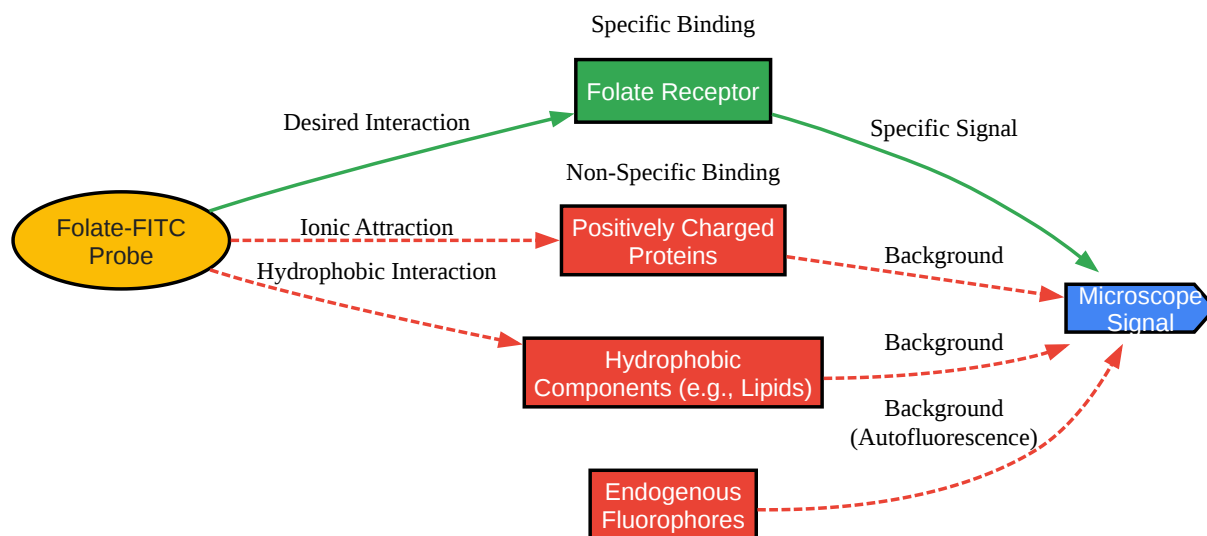 Specific Binding
Folate Receptor
Desired Interaction
Specific Signal
Non-Specific Binding
Folate-FITC
Probe
Ionic Attraction
Positively Charged
Proteins
Background
Hydrophobic Interaction
Microscope
Signal
Hydrophobic
Components (e.g., Lipids)
Background
Background
(Autofluorescence)
Endogenous
Fluorophores